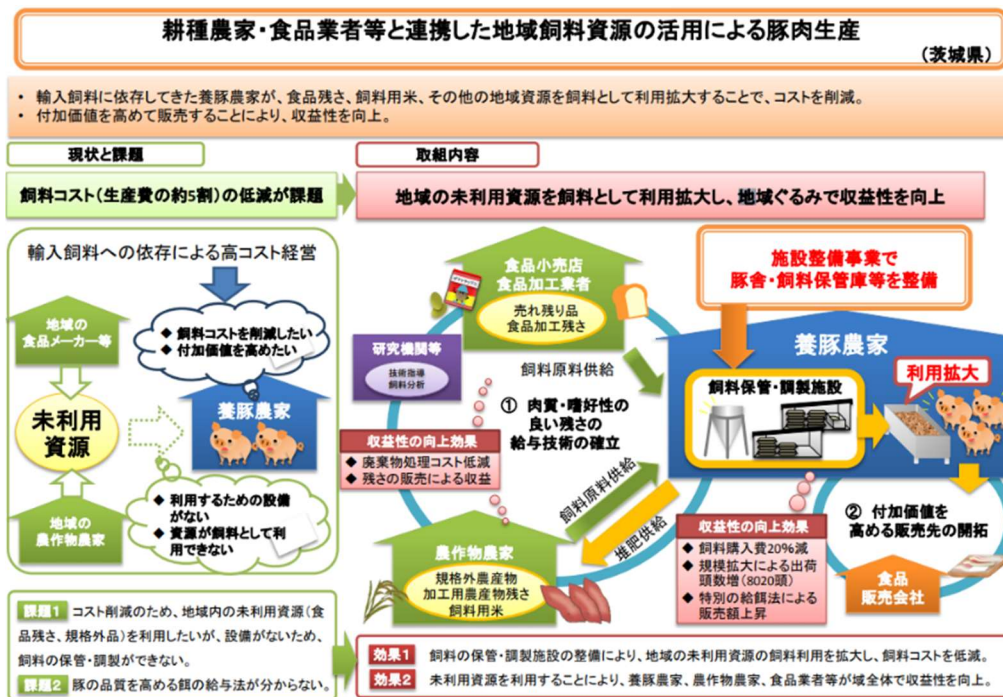 耕種農家・食品業者等と連携した地域飼料資源の活用による豚肉生産
(茨城県)
• 輸入飼料に依存してきた養豚農家が、食品残さ、飼料用米、その他の地域資源を飼料として利用拡大することで、コストを削減。
• 付加価値を高めて販売することにより、収益性を向上。
現状と課題
飼料コスト(生産費の約5割)の低減が課題
輸入飼料への依存による高コスト経営
◆ 飼料コストを削減したい
◆ 付加価値を高めたい
地域の
食品メーカー等
未利用
資源
養豚農家
地域の
農作物農家
◆ 利用するための設備
がない
◆ 資源が飼料として利
用できない
課題1 コスト削減のため、地域内の未利用資源(食
品残さ、規格外品)を利用したいが、設備がないため、
飼料の保管・調製ができない。
課題2 豚の品質を高める餌の給与法が分からない。
取組内容
地域の未利用資源を飼料として利用拡大し、地域ぐるみで収益性を向上
食品小売店
食品加工業者
売れ残り品
食品加工残さ
施設整備事業で
豚舎・飼料保管庫等を整備
研究機関等
技術指導
飼料分析
飼料原料供給
① 肉質・嗜好性の
良い残さの
給与技術の確立
養豚農家
飼料保管・調製施設
利用拡大
収益性の向上効果
◆ 廃棄物処理コスト低減
◆ 残さの販売による収益
飼料原料供給
堆肥供給
農作物農家
規格外農産物
加工用農産物残さ
飼料用米
収益性の向上効果
◆ 飼料購入費20%減
◆ 規模拡大による出荷
頭数増(8020頭)
◆ 特別の給餌法による
販売額上昇
② 付加価値を
高める販売先の開拓
食品
販売会社
効果1 飼料の保管・調製施設の整備により、地域の未利用資源の飼料利用を拡大し、飼料コストを低減。
効果2 未利用資源を利用することにより、養豚農家、農作物農家、食品業者等が域全体で収益性を向上。